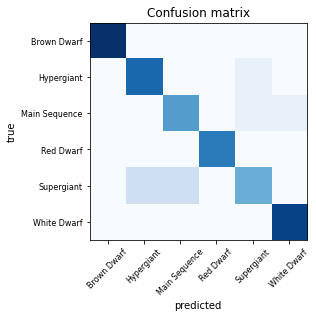 Confusion matrix
true
Brown Dwarf
Hypergiant
Main Sequence
Red Dwarf
Supergiant
White Dwarf
Brown Dwarf
Hypergiant
Main Sequence
Red Dwarf
Supergiant
White Dwarf
predicted